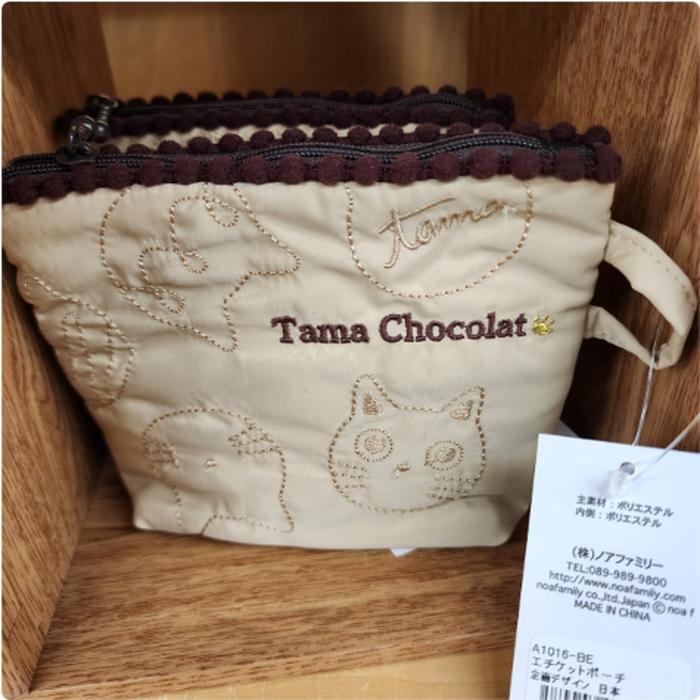 tama
Tama Chocolat
主素材：ポリエステル
内側：ポリエステル
(株)ノアファミリー
TEL:089-989-9800
http://www.noafamily.com
noafamily co.,ltd.Japan Ⓒ noa f
MADE IN CHINA
A1016-BE
エチケットポーチ
企画デザイン 日本